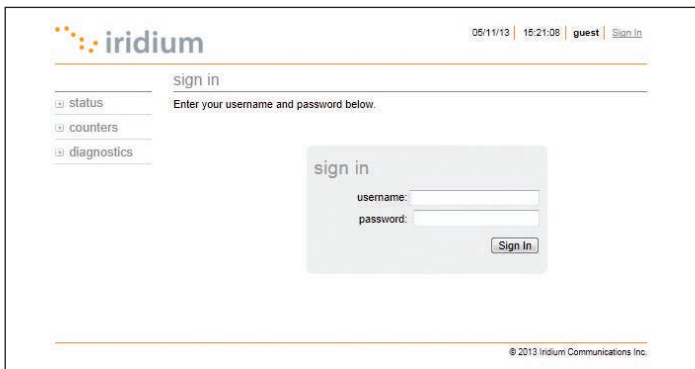 iridium
05/11/13 15:21:08 guest Sign In
sign in
status
counters
diagnostics
Enter your username and password below.
sign in
username:
password:
Sign In
© 2013 Iridium Communications Inc.